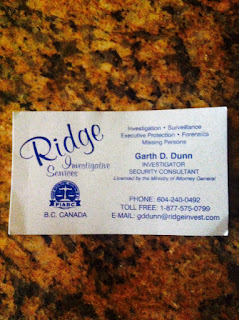 Ridge
Investigative
Services
PIABC
B.C. CANADA
Investigation • Surveillance
Executive Protection • Forensics
Missing Persons
Garth D. Dunn
INVESTIGATOR
SECURITY CONSULTANT
Licensed by the Ministry of Attorney General
PHONE: 604-240-0492
TOLL FREE: 1-877-575-0799
E-MAIL: gddunn@ridgeinvest.com